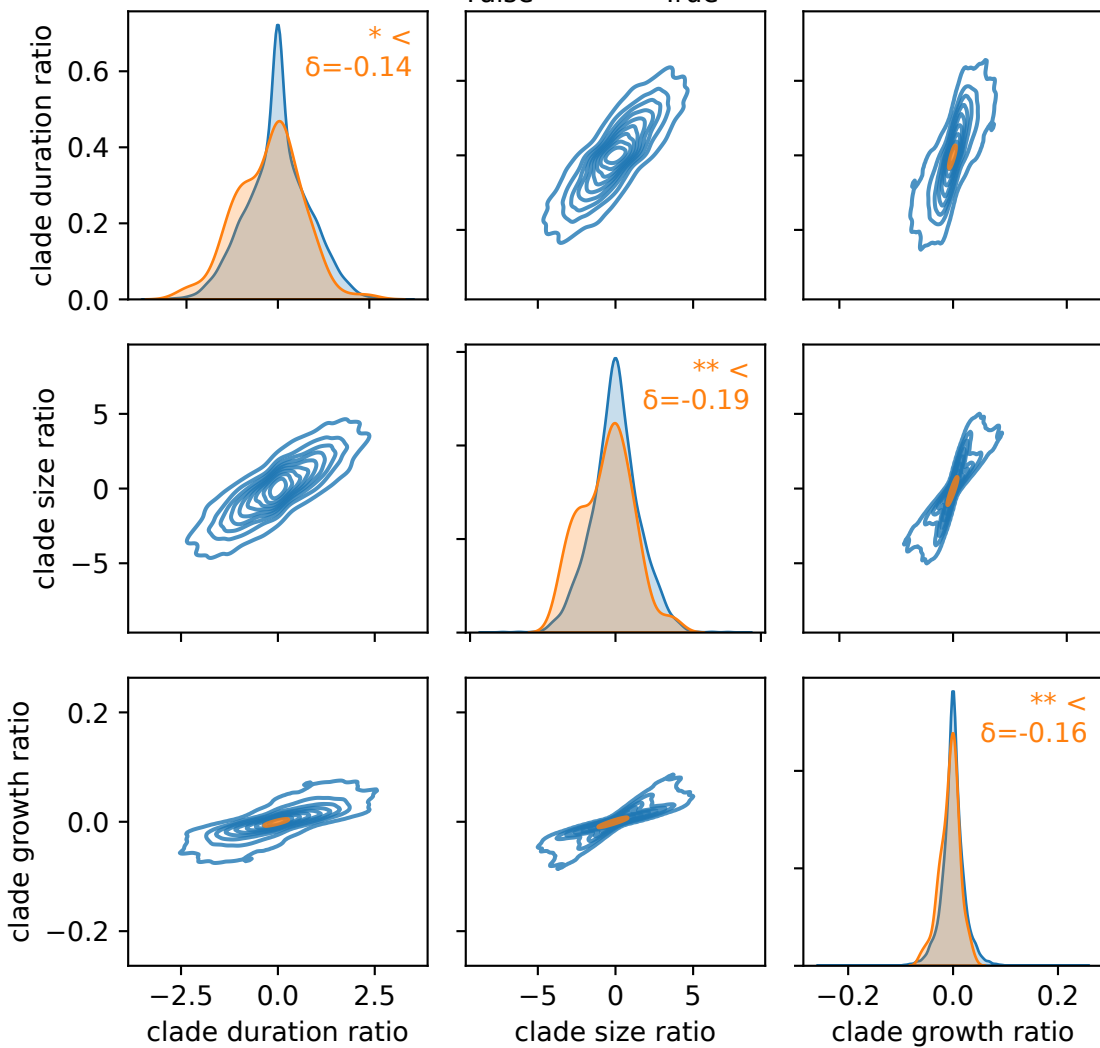 clade duration ratio
0.6
0.4
0.2
0.0
* <
δ=-0.14
clade size ratio
5
0
−5
** <
δ=-0.19
clade growth ratio
0.2
0.0
−0.2
** <
δ=-0.16
−2.5 0.0 2.5
−5 0 5
−0.2 0.0 0.2
clade duration ratio
clade size ratio
clade growth ratio